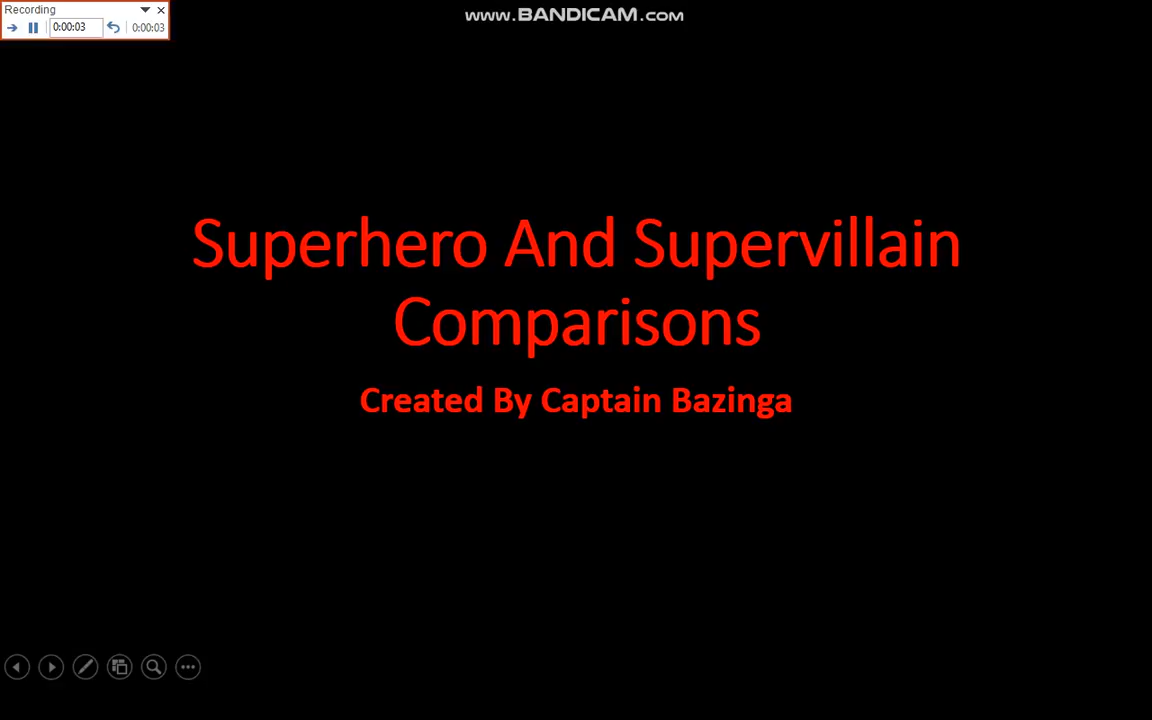 Recording
0:00:03 0:00:03
www.BANDICAM.com
Superhero And Supervillain
Comparisons
Created By Captain Bazinga